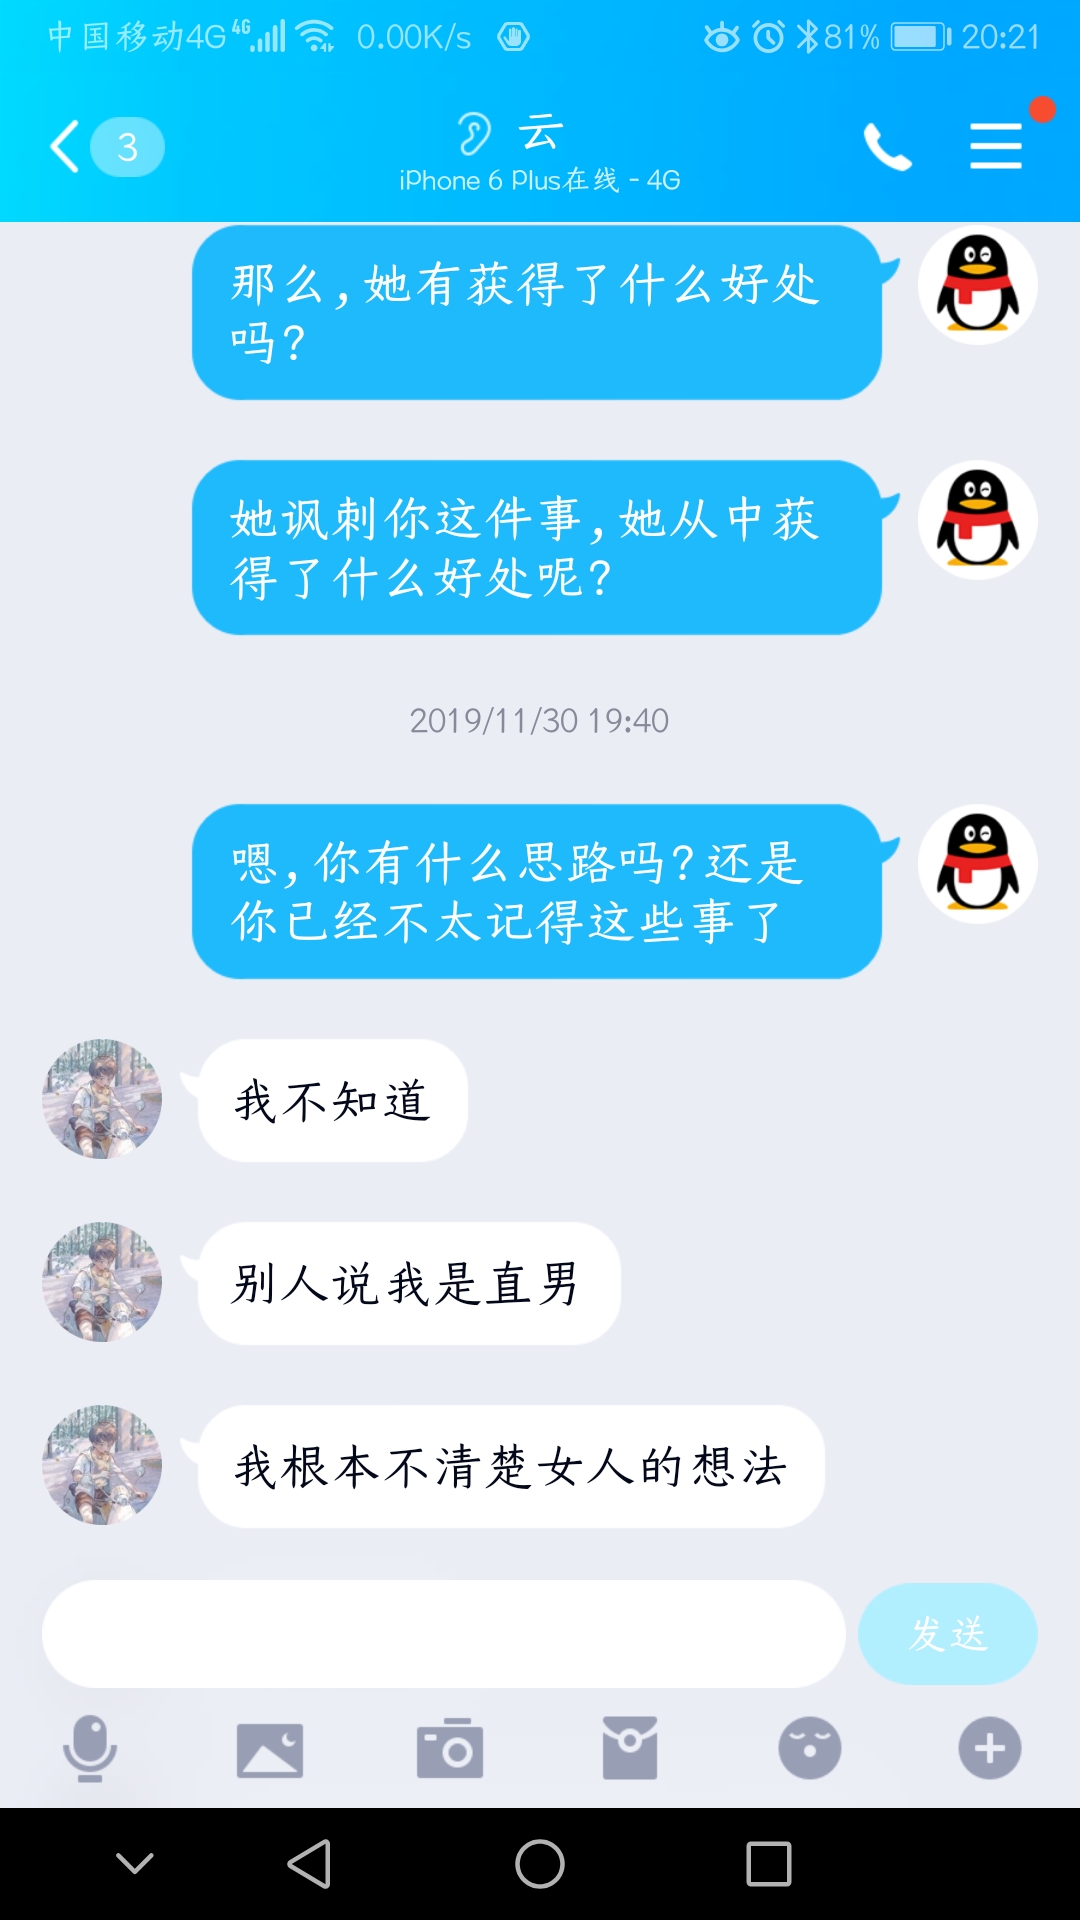 中国移动4G 4G 0.00K/s 81% 20:21
3 云
iPhone 6 Plus在线 - 4G
那么,她有获得了什么好处
吗?
她讽刺你这件事,她从中获
得了什么好处呢?
2019/11/30 19:40
嗯,你有什么思路吗?还是
你已经不太记得这些事了
我不知道
别人说我是直男
我根本不清楚女人的想法
发送